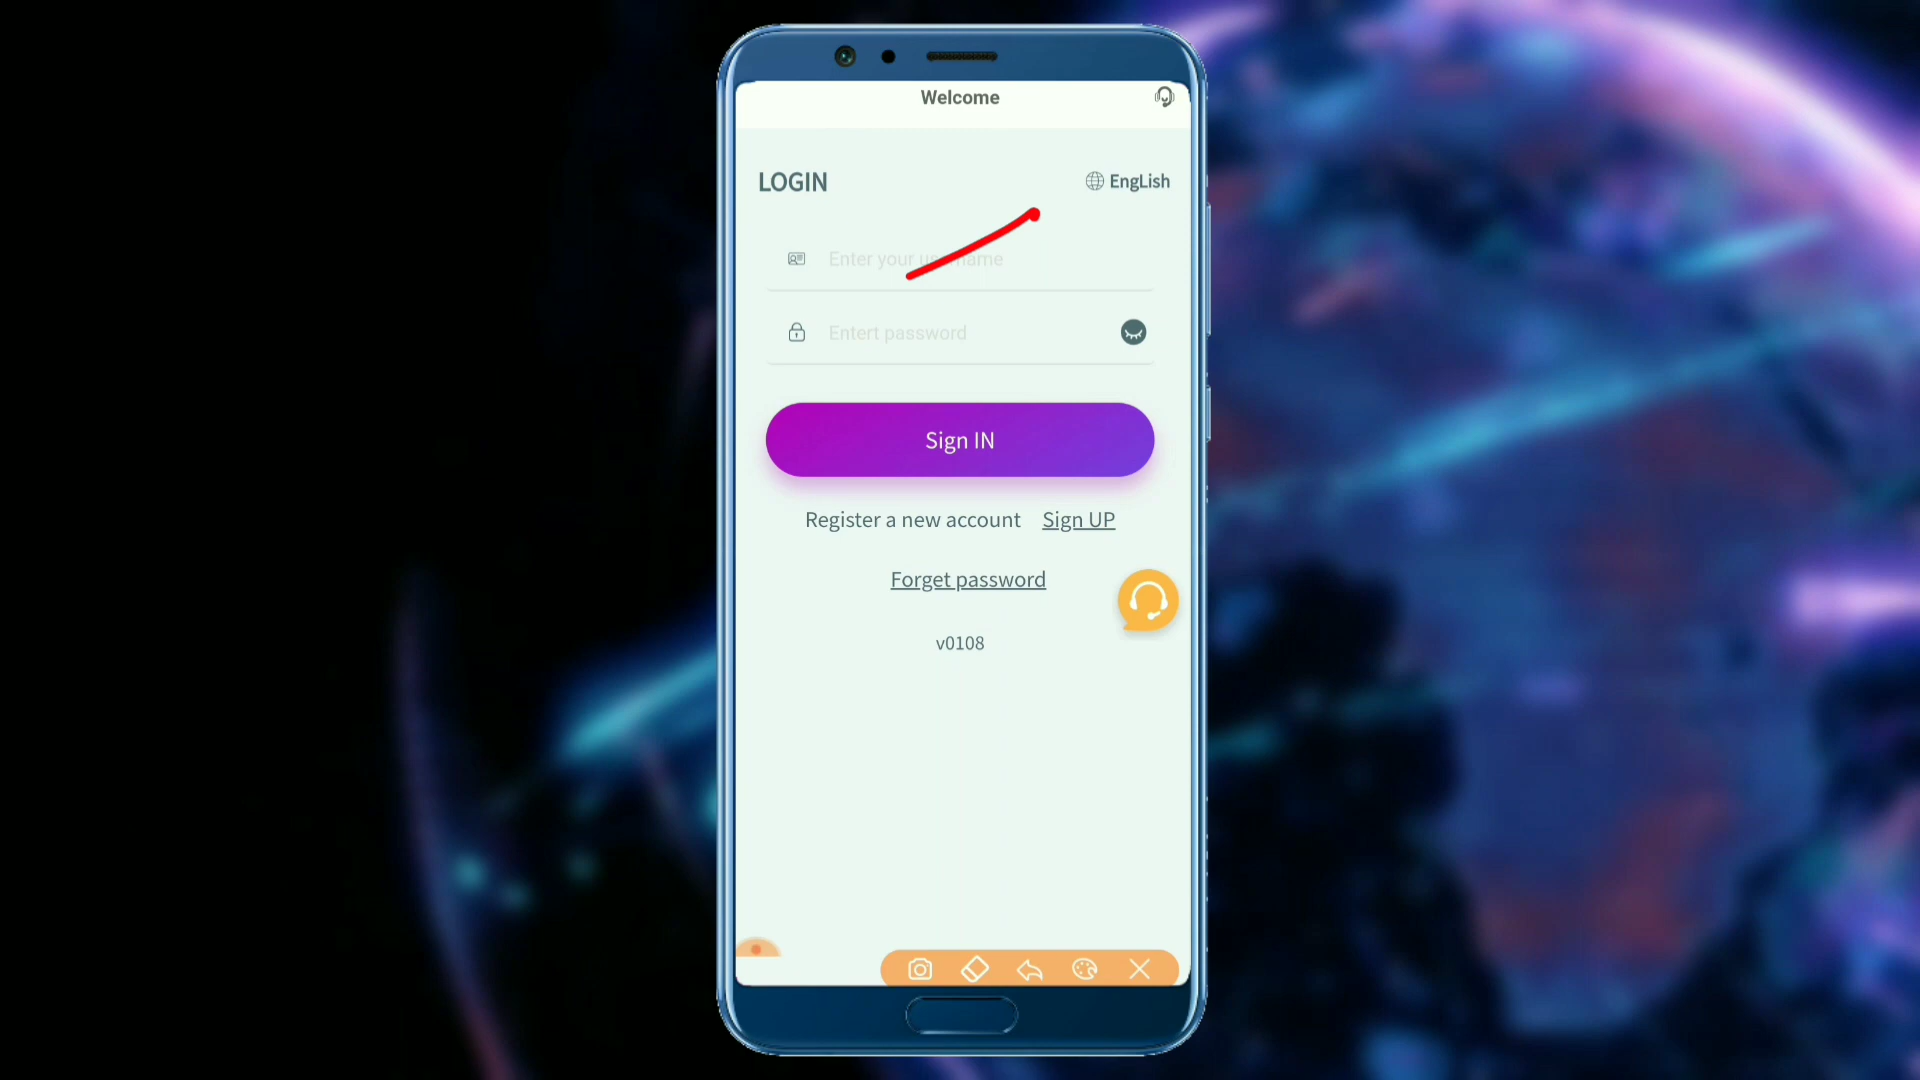 Welcome
LOGIN
EngLish
Enter your username
Entert password
Sign IN
Register a new account Sign UP
Forget password
v0108